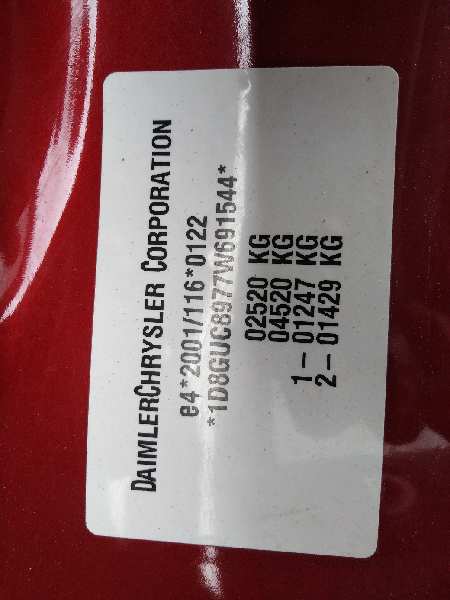 DAIMLERCHRYSLER CORPORATION
e4*2001/116*0122
*1D8GUC8977W691544*
02520 KG
04520 KG
1- 01247 KG
2- 01429 KG